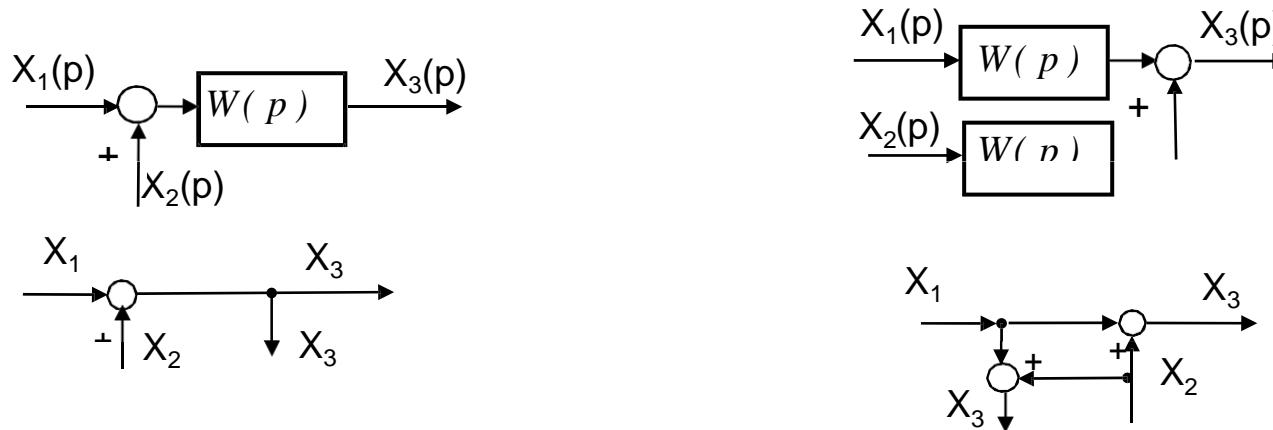 X₁(p)
W( p )
X₃(p)
+
X₂(p)
X₁
X₃
+
X₂
X₃
X₁(p)
W( p )
X₃(p)
+
X₂(p)
W( p )
X₁
X₃
+
+
X₂
X₃